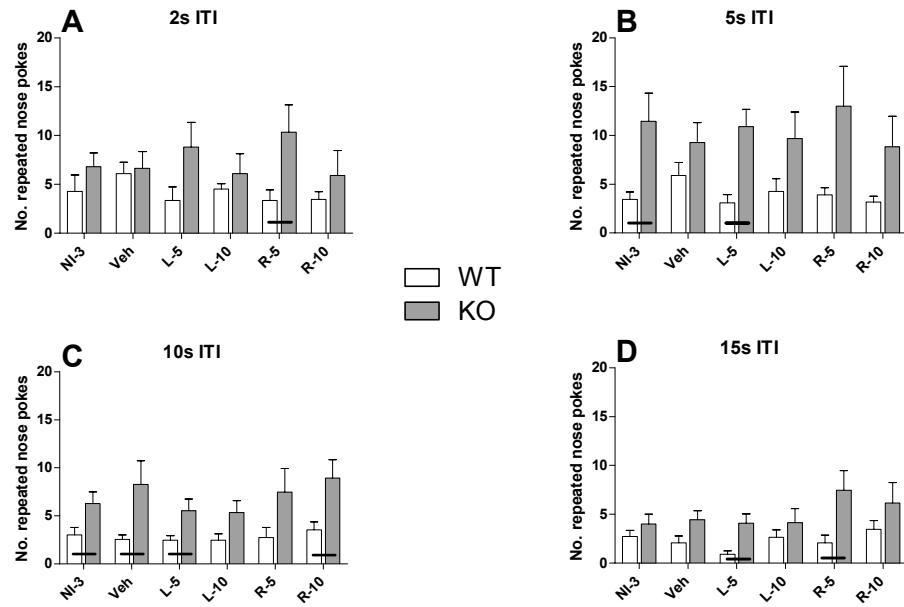 A
2s ITI
No. repeated nose pokes
20
15
10
5
0
NI-3
Veh
L-5
L-10
R-5
R-10
B
5s ITI
No. repeated nose pokes
20
15
10
5
0
NI-3
Veh
L-5
L-10
R-5
R-10
WT
KO
C
10s ITI
No. repeated nose pokes
20
15
10
5
0
NI-3
Veh
L-5
L-10
R-5
R-10
D
15s ITI
No. repeated nose pokes
20
15
10
5
0
NI-3
Veh
L-5
L-10
R-5
R-10